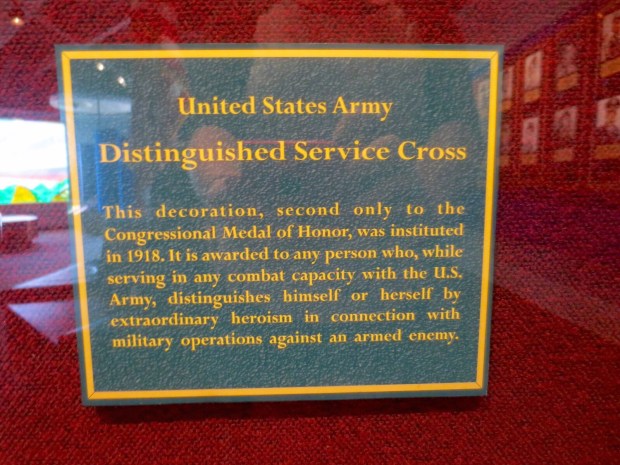 United States Army
Distinguished Service Cross
This decoration, second only to the
Congressional Medal of Honor, was instituted
in 1918. It is awarded to any person who, while
serving in any combat capacity with the U.S.
Army, distinguishes himself or herself by
extraordinary heroism in connection with
military operations against an armed enemy.